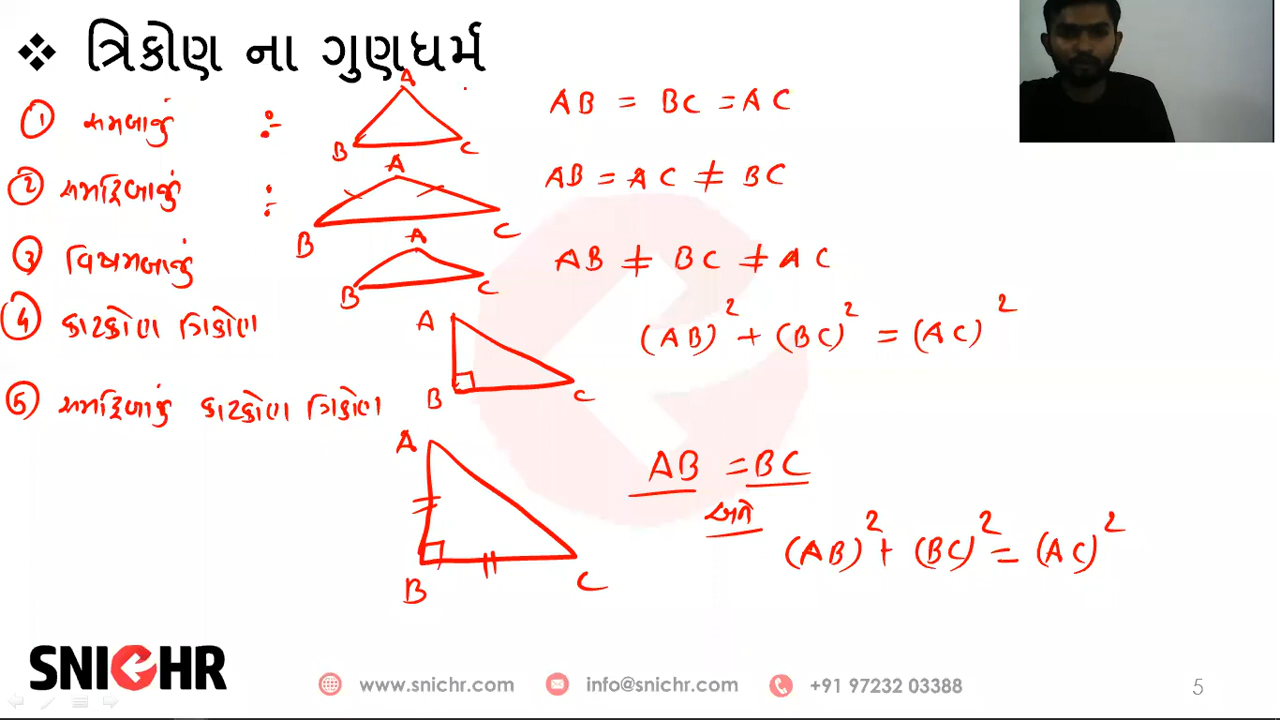 ❖ ત્રિકોણ ના ગુણધર્મ
① સમબાજું :- A B C AB = BC = AC
② સમદ્વિબાજું :- A B C AB = AC ≠ BC
③ વિષમબાજું A B C AB ≠ BC ≠ AC
④ કાટકોણ ત્રિકોણ A B C (AB)² + (BC)² = (AC)²
⑤ સમદ્વિબાજું કાટકોણ ત્રિકોણ
A B C AB = BC
અને
(AB)² + (BC)² = (AC)²
SNICHR www.snichr.com info@snichr.com +91 97232 03388 5